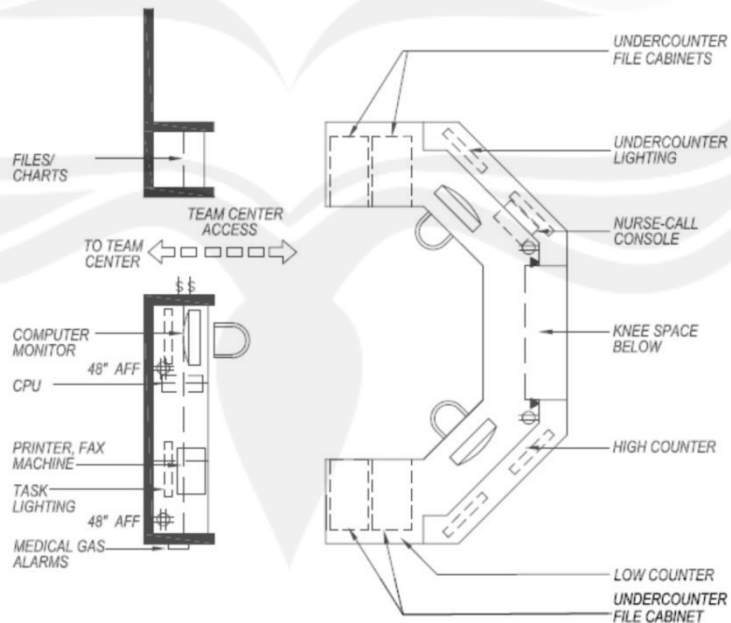 UNDERCOUNTER
FILE CABINETS
UNDERCOUNTER
LIGHTING
FILES/
CHARTS
TEAM CENTER
ACCESS
NURSE-CALL
CONSOLE
TO TEAM
CENTER
$ $
COMPUTER
MONITOR
KNEE SPACE
BELOW
48" AFF
CPU
PRINTER, FAX
MACHINE
HIGH COUNTER
TASK
LIGHTING
48" AFF
MEDICAL GAS
ALARMS
LOW COUNTER
UNDERCOUNTER
FILE CABINET